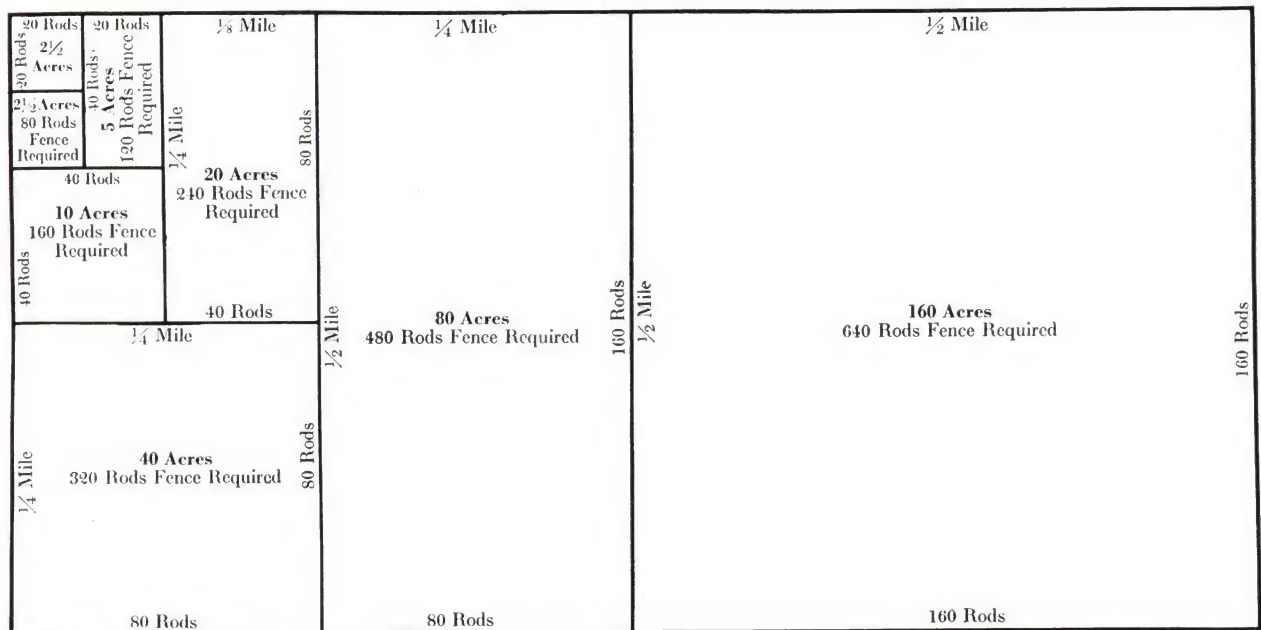 20 Rods
20 Rods
2½
Acres
20 Rods
40 Rods
5 Acres
120 Rods Fence
Required
2½ Acres
80 Rods
Fence
Required
40 Rods
10 Acres
160 Rods Fence
Required
40 Rods
⅛ Mile
¼ Mile
80 Rods
20 Acres
240 Rods Fence
Required
40 Rods
¼ Mile
40 Acres
320 Rods Fence Required
¼ Mile
80 Rods
80 Rods
¼ Mile
80 Acres
480 Rods Fence Required
½ Mile
160 Rods
80 Rods
½ Mile
½ Mile
160 Acres
640 Rods Fence Required
160 Rods
160 Rods